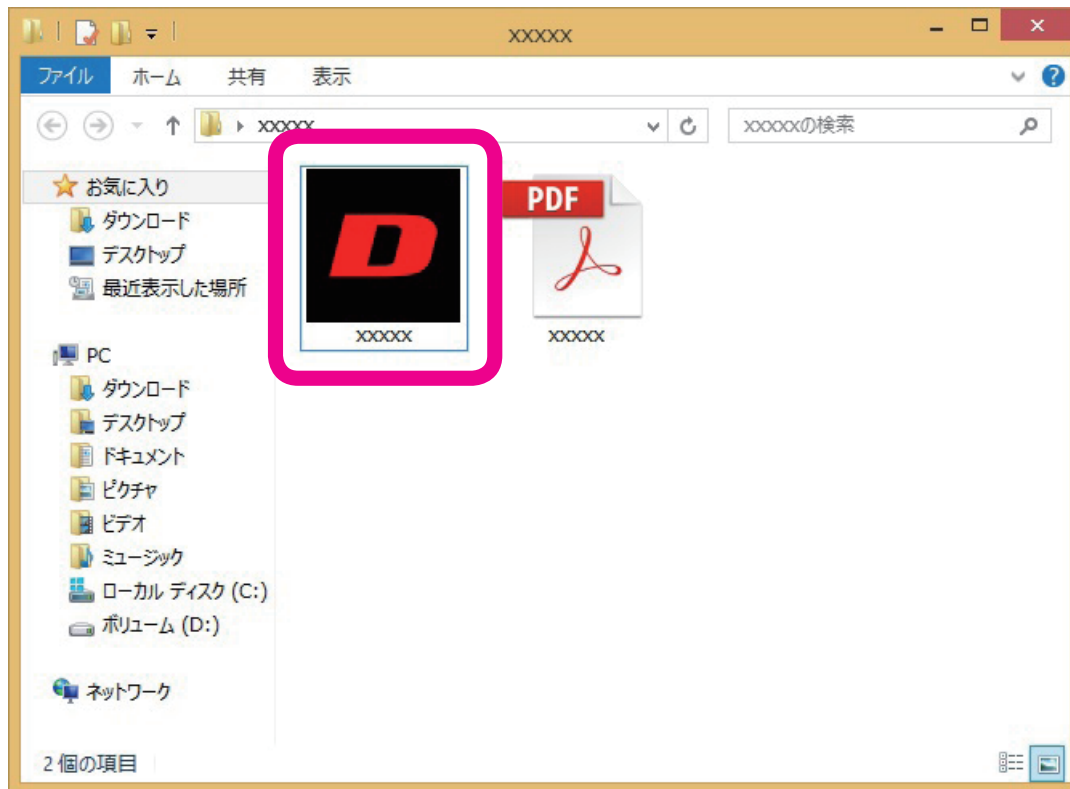 xxxxx
ファイル ホーム 共有 表示
xxxxx xxxxxの検索
お気に入り
ダウンロード
デスクトップ
最近表示した場所
PC
ダウンロード
デスクトップ
ドキュメント
ピクチャ
ビデオ
ミュージック
ローカル ディスク (C:)
ボリューム (D:)
ネットワーク
D
xxxxx
PDF
xxxxx
2 個の項目